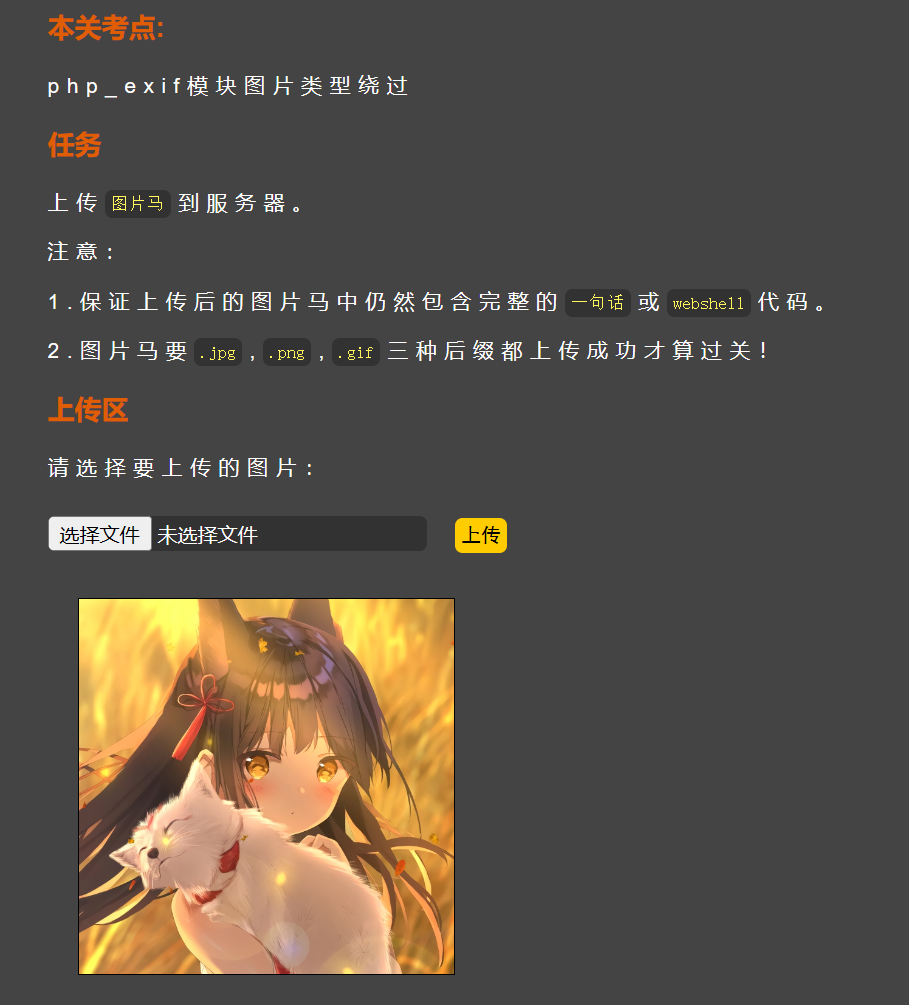 本关考点:
php_exif模块图片类型绕过
任务
上传 图片马 到服务器。
注意:
1.保证上传后的图片马中仍然包含完整的 一句话 或 webshell 代码。
2.图片马要 .jpg , .png , .gif 三种后缀都上传成功才算过关!
上传区
请选择要上传的图片:
选择文件 未选择文件 上传